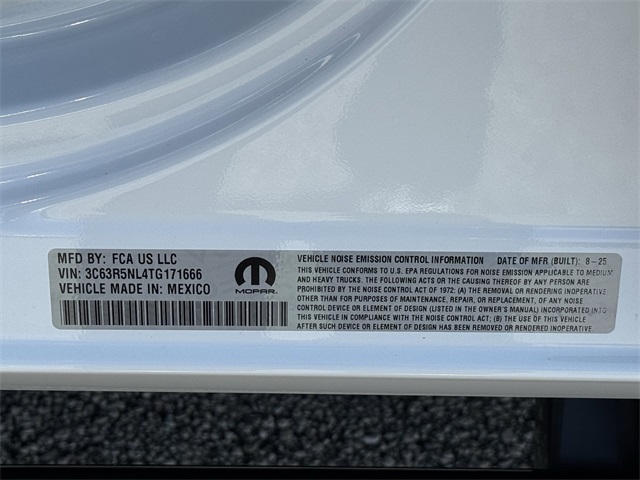 MFD BY: FCA US LLC
VIN: 3C63R5NL4TG171666
VEHICLE MADE IN: MEXICO
MOPAR
VEHICLE NOISE EMISSION CONTROL INFORMATION DATE OF MFR (BUILT): 8-25
THIS VEHICLE CONFORMS TO U.S. EPA REGULATIONS FOR NOISE EMISSION APPLICABLE TO MEDIUM
AND HEAVY TRUCKS. THE FOLLOWING ACTS OR THE CAUSING THEREOF BY ANY PERSON ARE
PROHIBITED BY THE NOISE CONTROL ACT OF 1972: (A) THE REMOVAL OR RENDERING INOPERATIVE
OTHER THAN FOR PURPOSES OF MAINTENANCE, REPAIR, OR REPLACEMENT, OF ANY NOISE
CONTROL DEVICE OR ELEMENT OF DESIGN (LISTED IN THE OWNER'S MANUAL) INCORPORATED INTO
THIS VEHICLE IN COMPLIANCE WITH THE NOISE CONTROL ACT; (B) THE USE OF THIS VEHICLE
AFTER SUCH DEVICE OR ELEMENT OF DESIGN HAS BEEN REMOVED OR RENDERED INOPERATIVE.